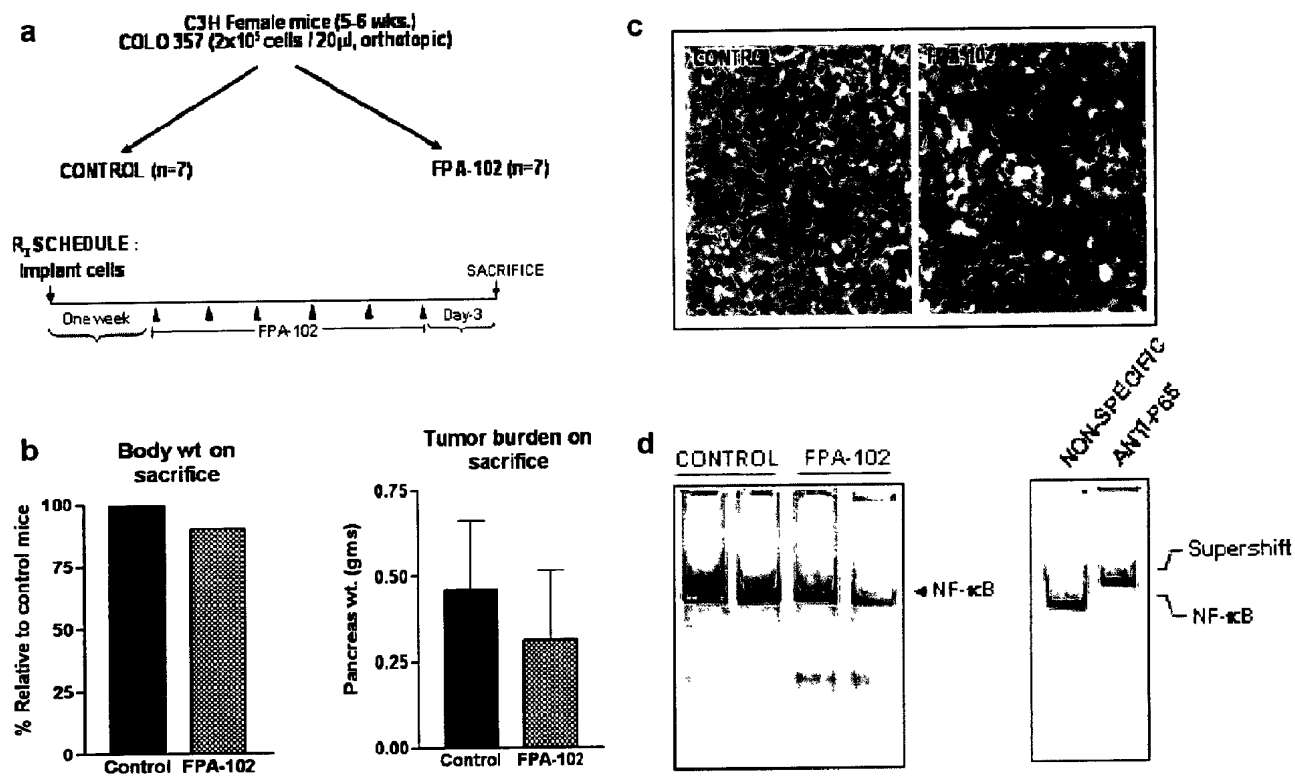 a
C3H Female mice (5-6 wks.)
COLO 357 (2x10⁵ cells / 20µl, orthotopic)
CONTROL (n=7)
FPA-102 (n=7)
RX SCHEDULE :
Implant cells
SACRIFICE
One week
FPA-102
Day-3
b
Body wt on
sacrifice
% Relative to control mice
100
75
50
25
0
Control
FPA-102
Tumor burden on
sacrifice
Pancreas wt. (gms)
0.75
0.50
0.25
0.00
Control
FPA-102
c
CONTROL
FPA-102
d
CONTROL
FPA-102
NF-κB
NON-SPECIFIC
ANTI-P65
Supershift
NF-κB